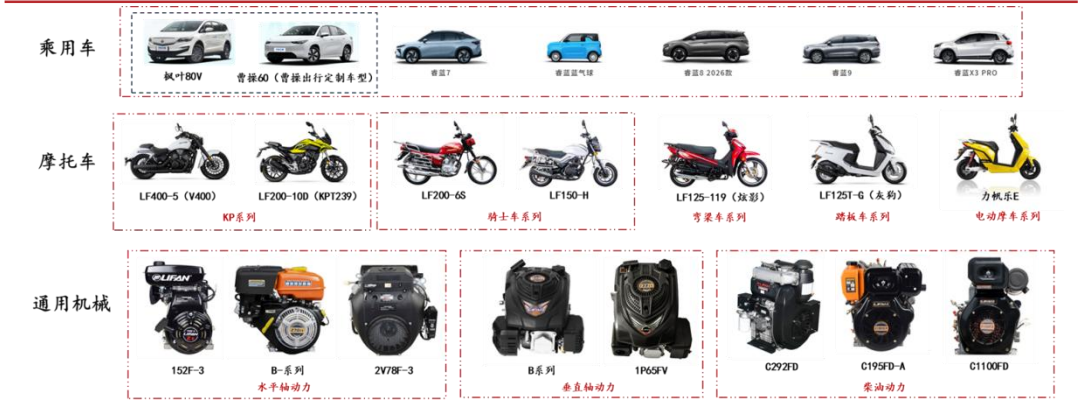 乘用车
枫叶80V
曹操60（曹操出行定制车型）
睿蓝7
睿蓝蓝气球
睿蓝8 2026款
睿蓝9
睿蓝X3 PRO
摩托车
LF400-5（V400）
LF200-10D（KPT239）
LF200-6S
LF150-H
LF125-119（炫影）
LF125T-G（灰驹）
力帆乐E
KP系列
骑士车系列
弯梁车系列
踏板车系列
电动摩车系列
通用机械
LIFAN
152F-3
B-系列
2V78F-3
B系列
1P65FV
C292FD
C195FD-A
C1100FD
水平轴动力
垂直轴动力
柴油动力